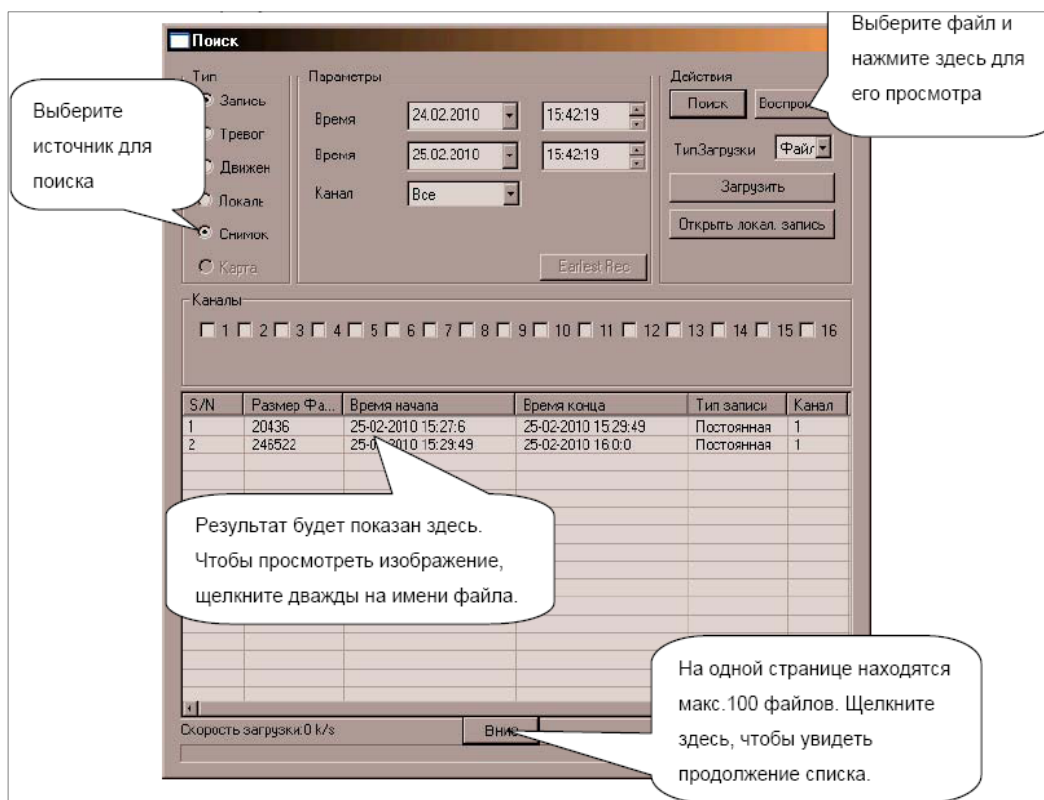 Поиск
Выберите файл и
нажмите здесь для
его просмотра
Выберите
источник для
поиска
Тип
Запись
Тревог
Движен
Локаль
Снимок
Карта
Параметры
Время 24.02.2010 15:42:19
Время 25.02.2010 15:42:19
Канал Все
Earlest Rec
Действия
Поиск
ТипЗагрузки Файл
Загрузить
Открыть локал. запись
Каналы
1 2 3 4 5 6 7 8 9 10 11 12 13 14 15 16
S/N Размер Фа... Время начала Время конца Тип записи Канал
1 20436 25-02-2010 15:27:6 25-02-2010 15:29:49 Постоянная 1
2 246522 15:29:49 25-02-2010 16:0:0 Постоянная 1
Результат будет показан здесь.
Чтобы просмотреть изображение,
щелкните дважды на имени файла.
На одной странице находятся
макс.100 файлов. Щелкните
здесь, чтобы увидеть
продолжение списка.
Скорость загрузки:0 k/s